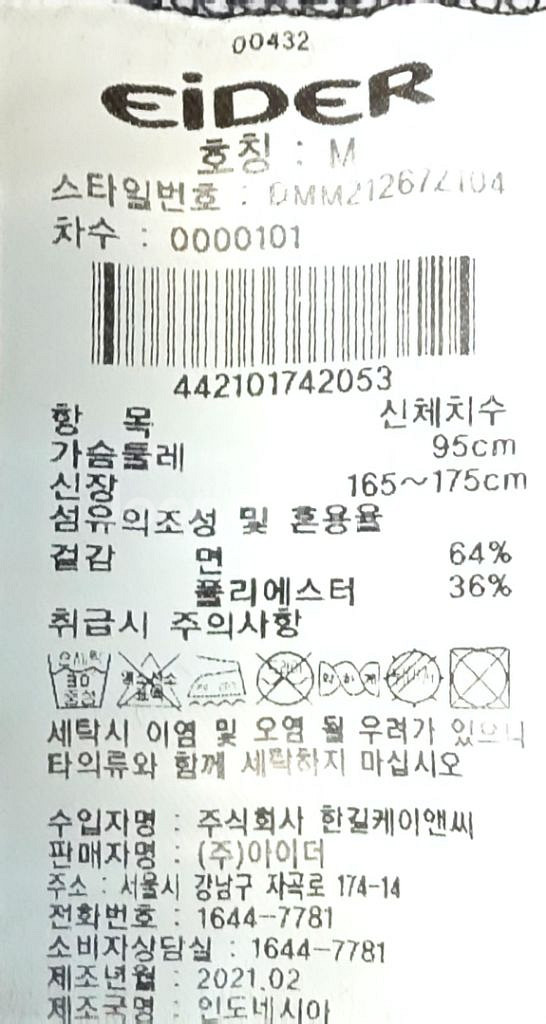 00432
EiDER
호칭 : M
스타일번호 : DMM21267Z104
차수 : 0000101
442101742053
항 목 신체치수
가슴둘레 95cm
신장 165~175cm
섬유의조성 및 혼용율
겉감 면 64%
폴리에스터 36%
취급시 주의사항
30
중성
세탁시 이염 및 오염 될 우려가 있으니
타의류와 함께 세탁하지 마십시오
수입자명 : 주식회사 한길케이앤씨
판매자명 : (주)아이더
주소 : 서울시 강남구 자곡로 174-14
전화번호 : 1644-7781
소비자상담실 : 1644-7781
제조년월 : 2021.02
제조국명 : 인도네시아